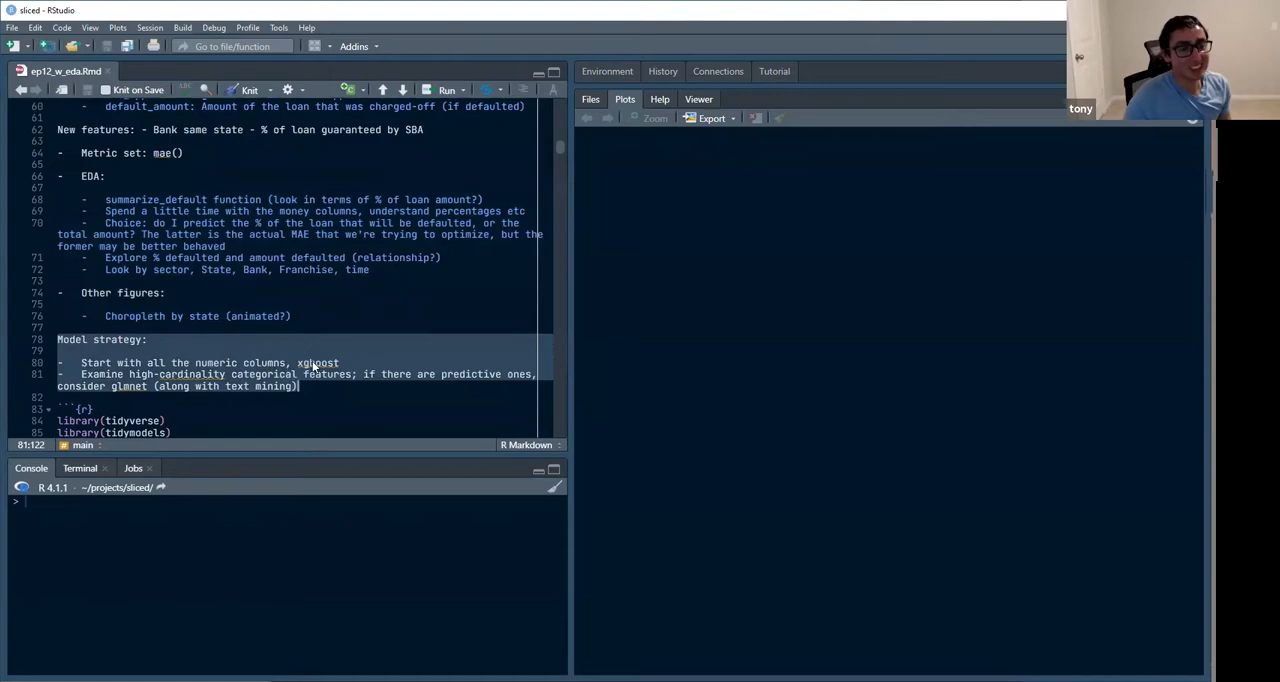 sliced - RStudio
File Edit Code View Plots Session Build Debug Profile Tools Help
Go to file/function Addins
ep12_w_eda.Rmd
Knit on Save ABC Knit Run
60 - default_amount: Amount of the loan that was charged-off (if defaulted)
61
62 New features: - Bank same state - % of loan guaranteed by SBA
63
64 - Metric set: mae()
65
66 - EDA:
67
68 - summarize_default function (look in terms of % of loan amount?)
69 - Spend a little time with the money columns, understand percentages etc
70 - Choice: do I predict the % of the loan that will be defaulted, or the
total amount? The latter is the actual MAE that we're trying to optimize, but the
former may be better behaved
71 - Explore % defaulted and amount defaulted (relationship?)
72 - Look by sector, State, Bank, Franchise, time
73
74 - Other figures:
75
76 - Choropleth by state (animated?)
77
78 Model strategy:
79
80 - Start with all the numeric columns, xgboost
81 - Examine high-cardinality categorical features; if there are predictive ones,
consider glmnet (along with text mining)
82
83 ```{r}
84 library(tidyverse)
85 library(tidymodels)
81:122 # main R Markdown
Console Terminal Jobs
R 4.1.1 · ~/projects/sliced/
>
Environment History Connections Tutorial
Files Plots Help Viewer
Zoom Export
tony